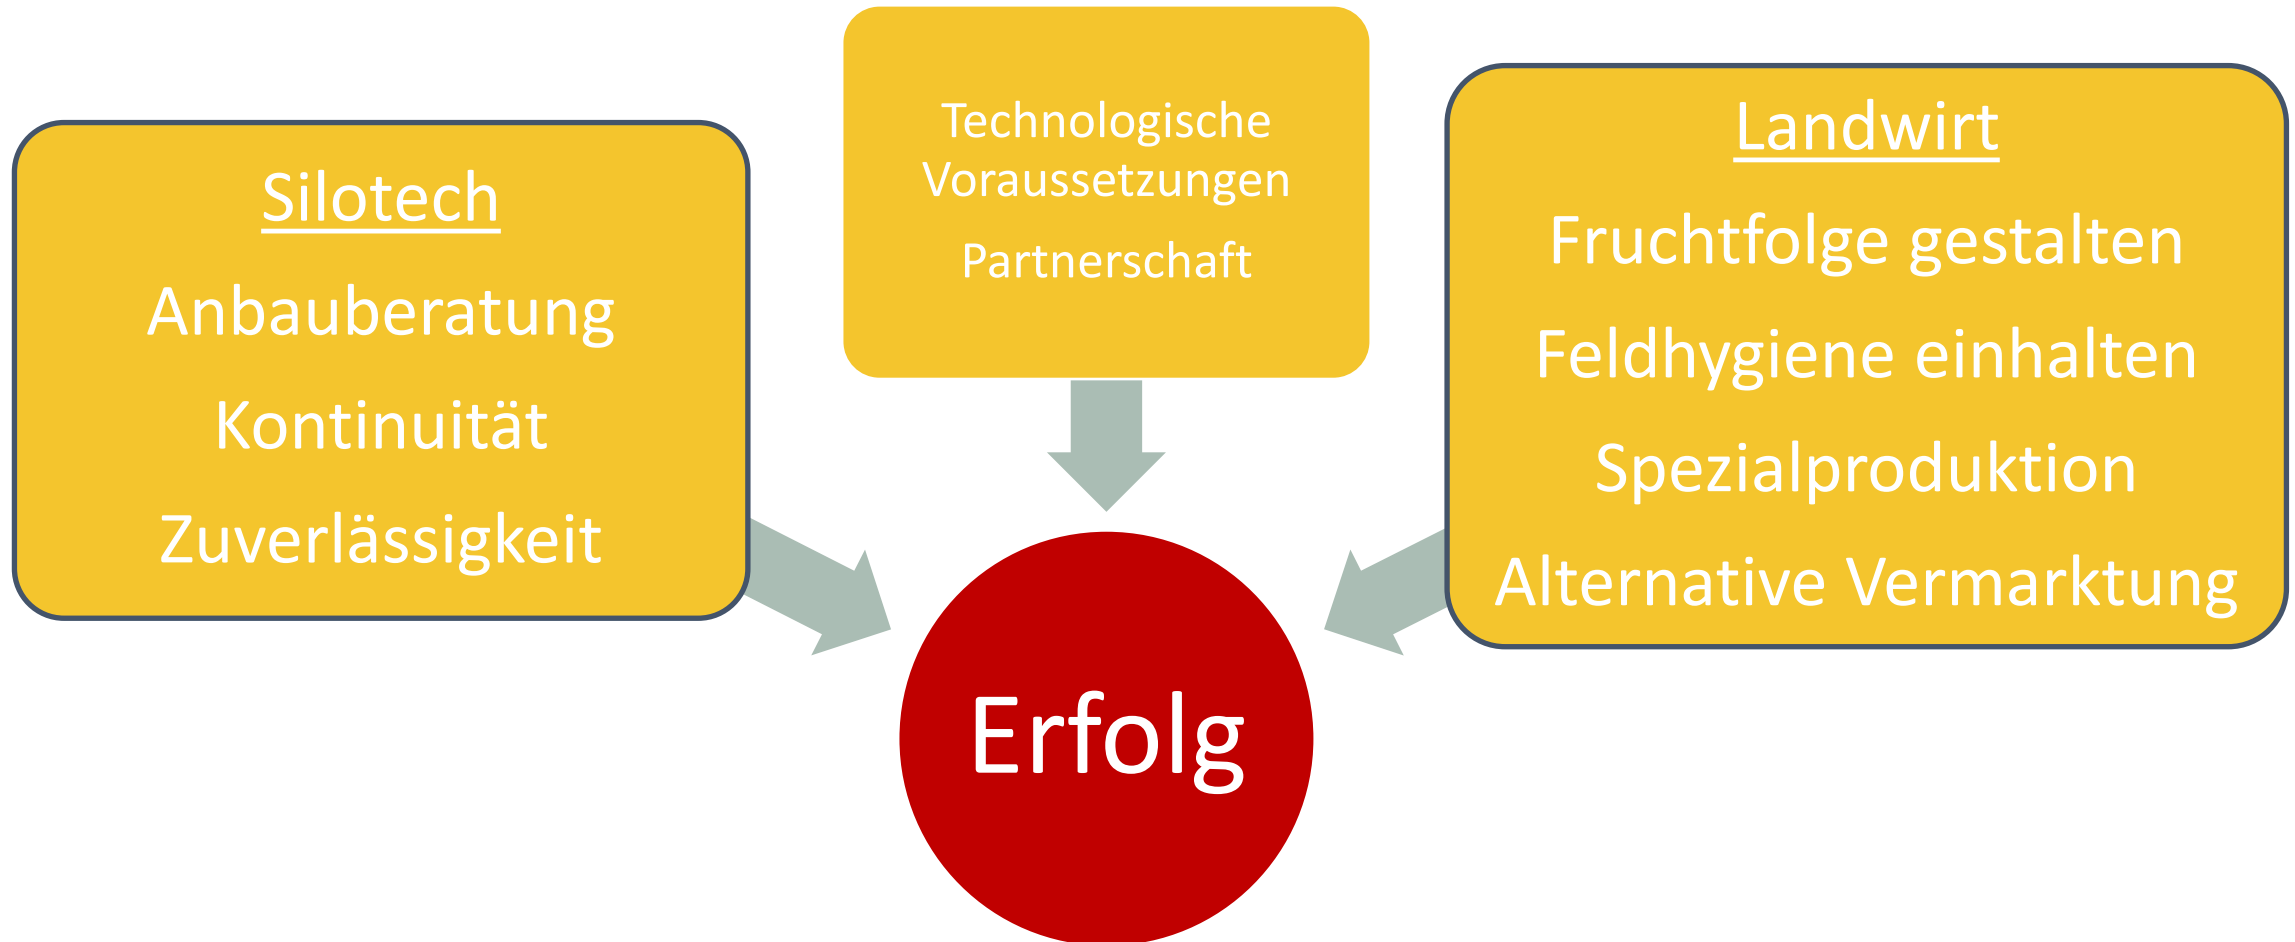 Silotech
Anbauberatung
Kontinuität
Zuverlässigkeit
Technologische
Voraussetzungen
Partnerschaft
Landwirt
Fruchtfolge gestalten
Feldhygiene einhalten
Spezialproduktion
Alternative Vermarktung
Erfolg